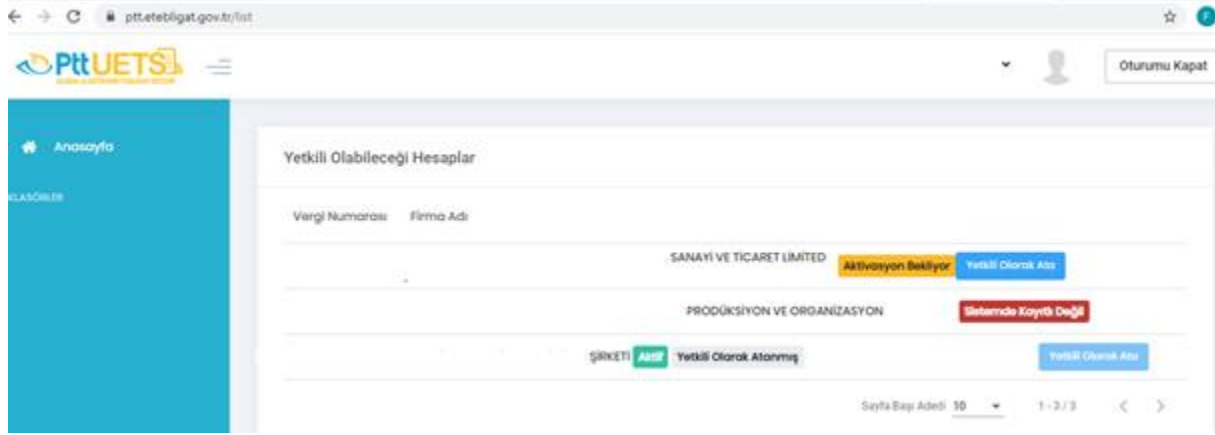 ptt.etebligat.gov.tr/list
F
PttUETS
Oturumu Kapat
Anasayfa
KLASÖRLER
Yetkili Olabileceği Hesaplar
Vergi Numarası Firma Adı
SANAYİ VE TİCARET LİMİTED Aktivasyon Bekliyor Yetkili Olarak Ata
PRODÜKSİYON VE ORGANİZASYON Sistemde Kayıtlı Değil
ŞİRKETİ Aktif Yetkili Olarak Atanmış Yetkili Olarak Ata
Sayfa Başı Adedi 10 1-3/3